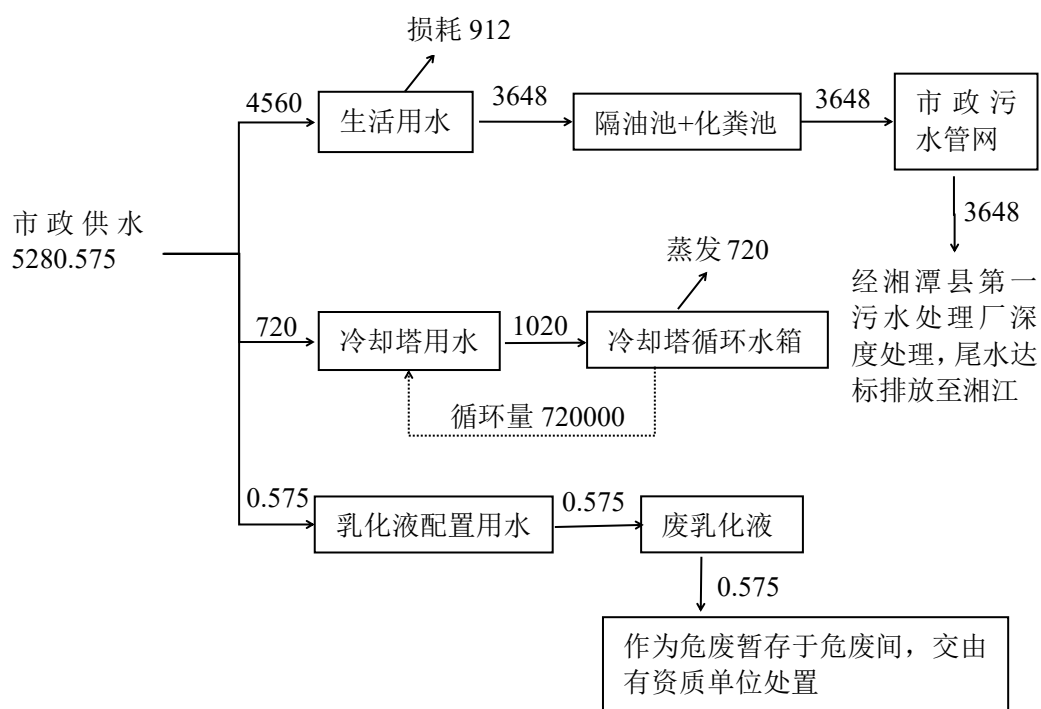 损耗 912
4560
生活用水
3648
隔油池+化粪池
3648
市政污
水管网
3648
市政供水
5280.575
经湘潭县第一
污水处理厂深
度处理，尾水达
标排放至湘江
蒸发 720
720
冷却塔用水
1020
冷却塔循环水箱
循环量 720000
0.575
乳化液配置用水
0.575
废乳化液
0.575
作为危废暂存于危废间，交由
有资质单位处置